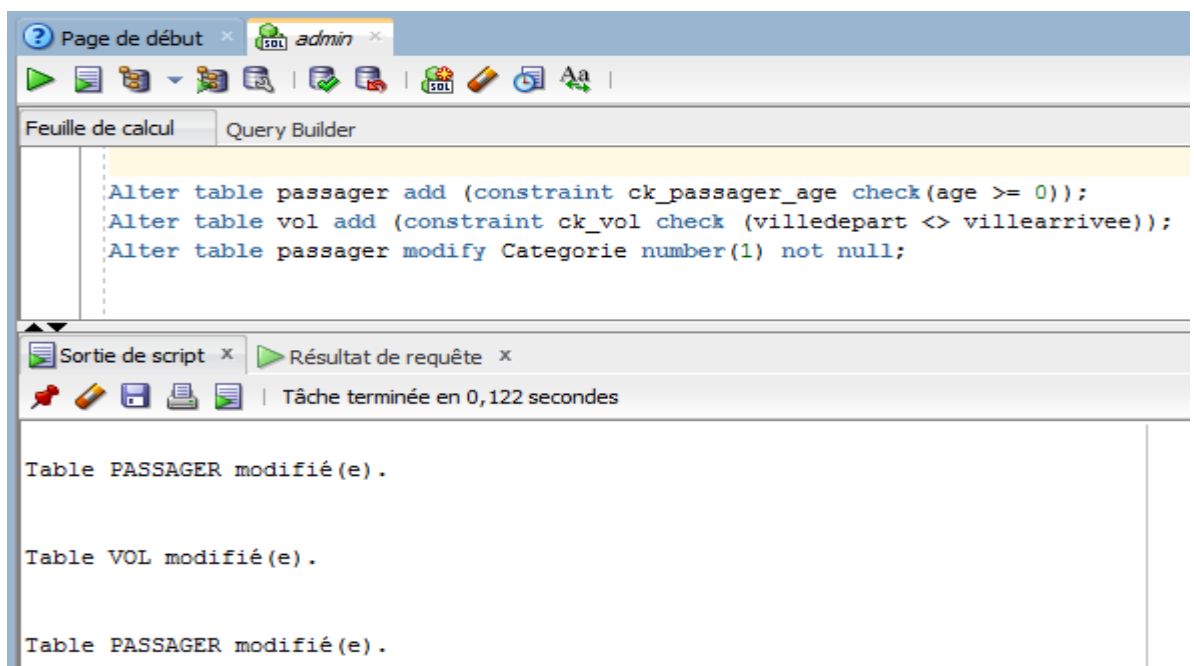 Page de début
admin
Feuille de calcul Query Builder
Alter table passager add (constraint ck_passager_age check(age >= 0));
Alter table vol add (constraint ck_vol check (villedepart <> villearrivee));
Alter table passager modify Categorie number(1) not null;
Sortie de script x Résultat de requête x
Tâche terminée en 0,122 secondes
Table PASSAGER modifié(e).
Table VOL modifié(e).
Table PASSAGER modifié(e).